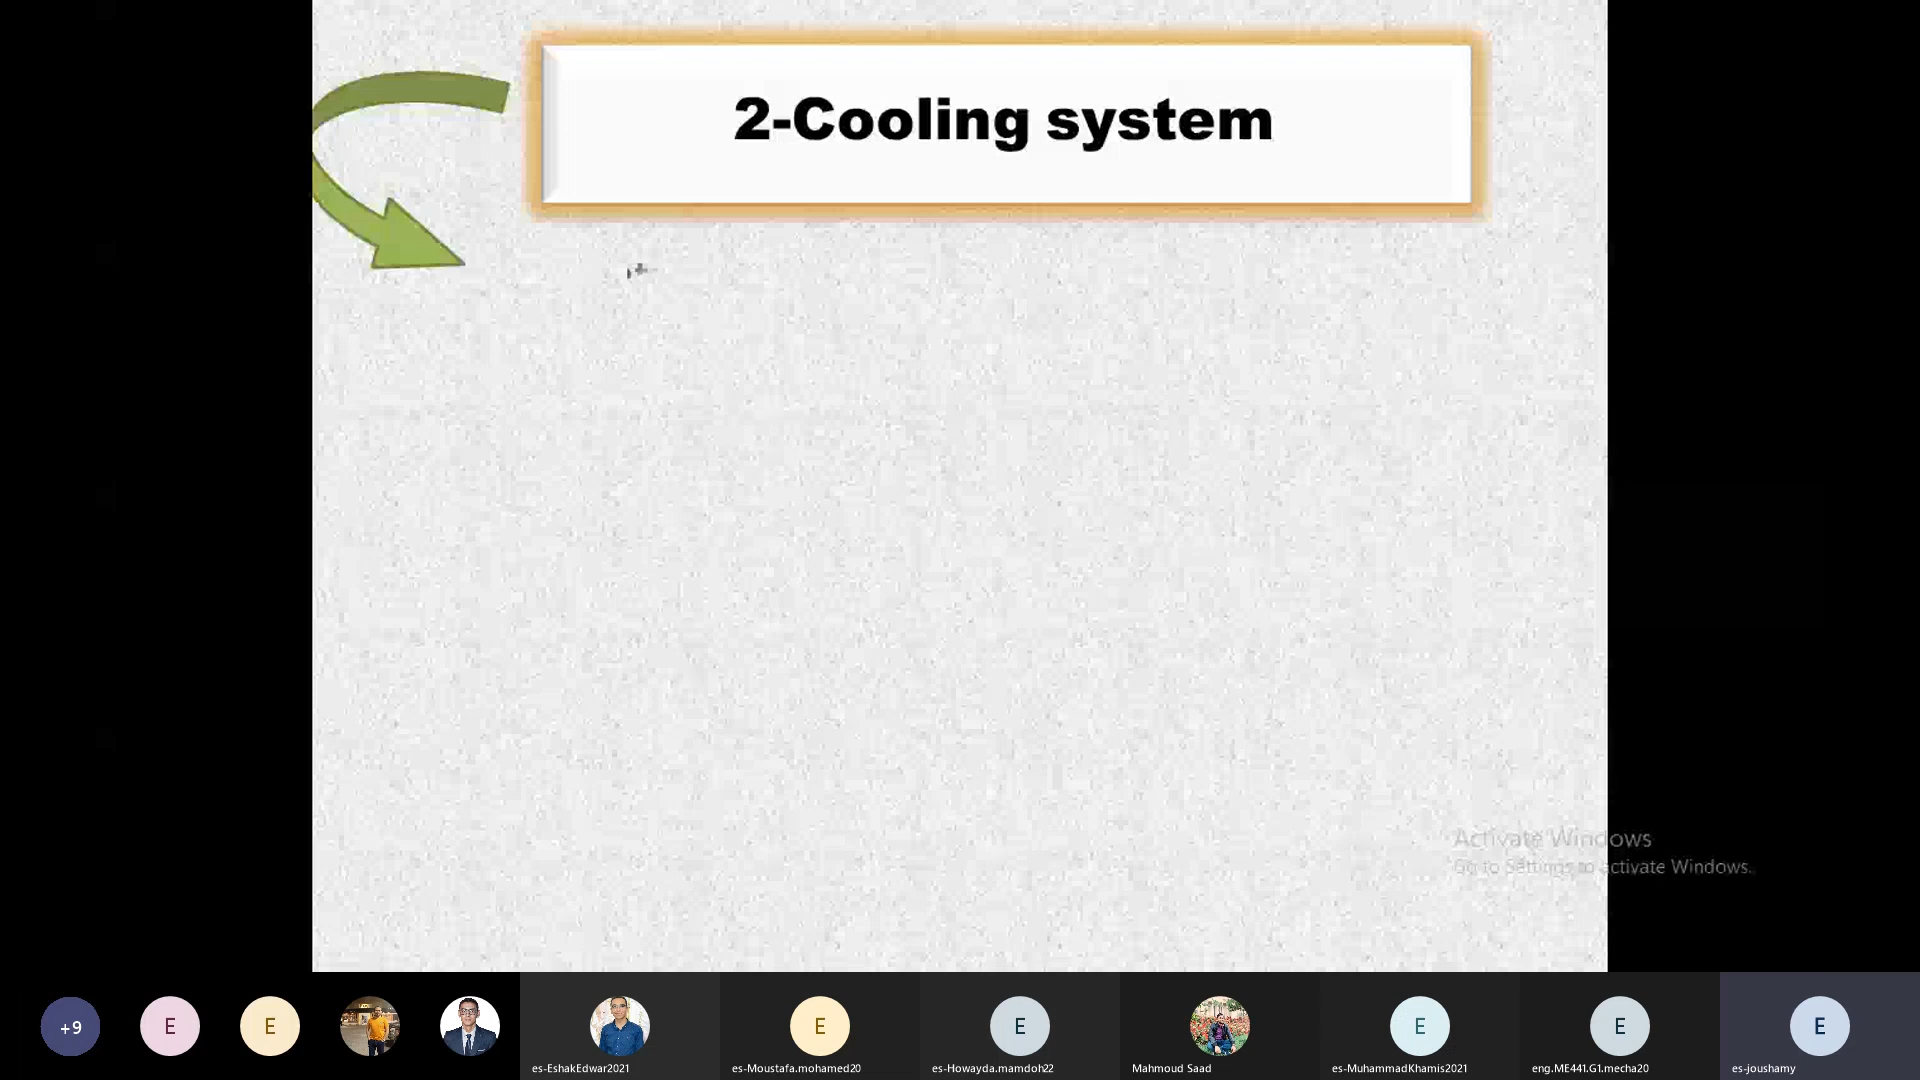 2-Cooling system
Activate Windows
Go to Settings to activate Windows.
+9
E
E
E
E
E
E
E
es-EshakEdwar2021
es-Moustafa.mohamed20
es-Howayda.mamdoh22
Mahmoud Saad
es-MuhammadKhamis2021
eng.ME441.G1.mecha20
es-joushamy